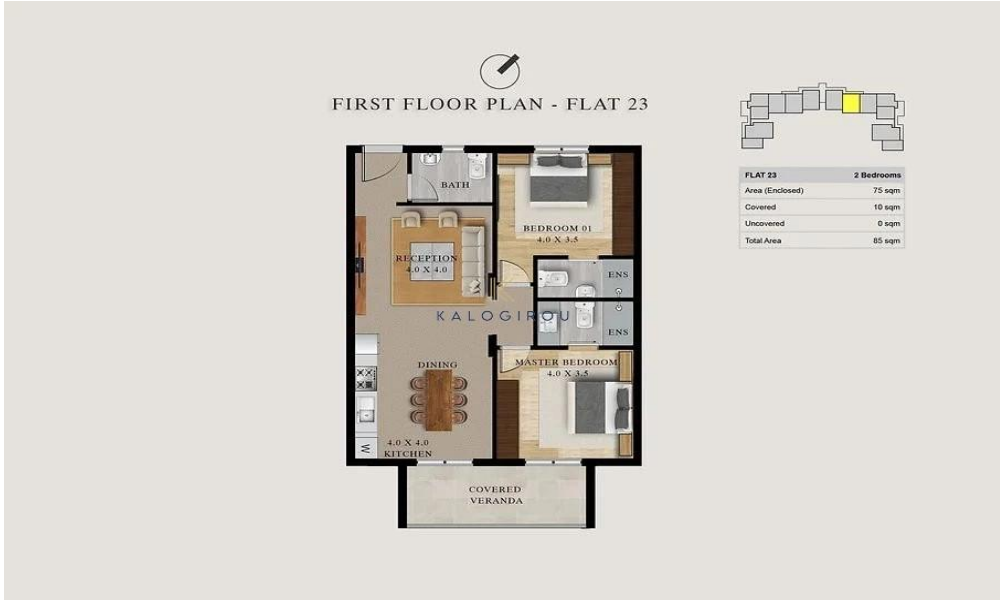 FIRST FLOOR PLAN - FLAT 23
FLAT 23 2 Bedrooms
Area (Enclosed) 75 sqm
Covered 10 sqm
Uncovered 0 sqm
Total Area 85 sqm
BATH
BEDROOM 01
4.0 X 3.5
RECEPTION
4.0 X 4.0
ENS
KALOGIROU
ENS
DINING
MASTER BEDROOM
4.0 X 3.5
4.0 X 4.0
KITCHEN
W
COVERED
VERANDA